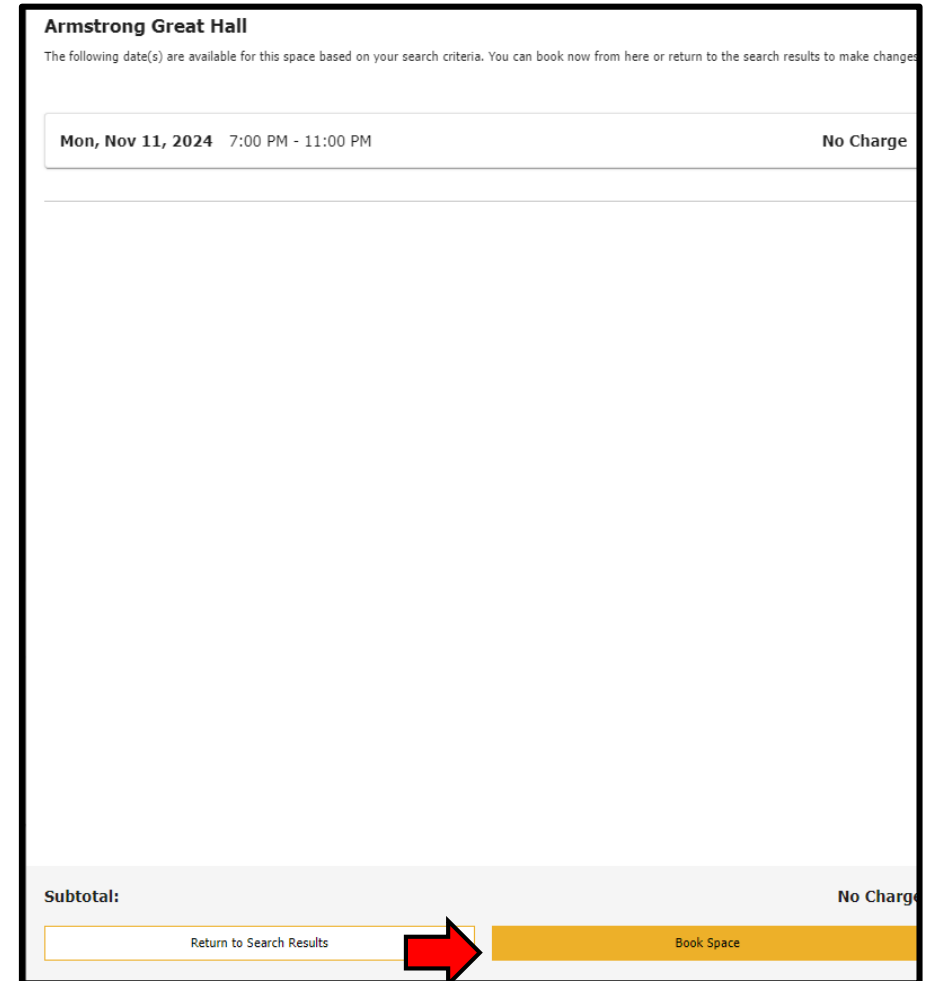 Armstrong Great Hall
The following date(s) are available for this space based on your search criteria. You can book now from here or return to the search results to make changes
Mon, Nov 11, 2024 7:00 PM - 11:00 PM No Charge
Subtotal: No Charge
Return to Search Results Book Space